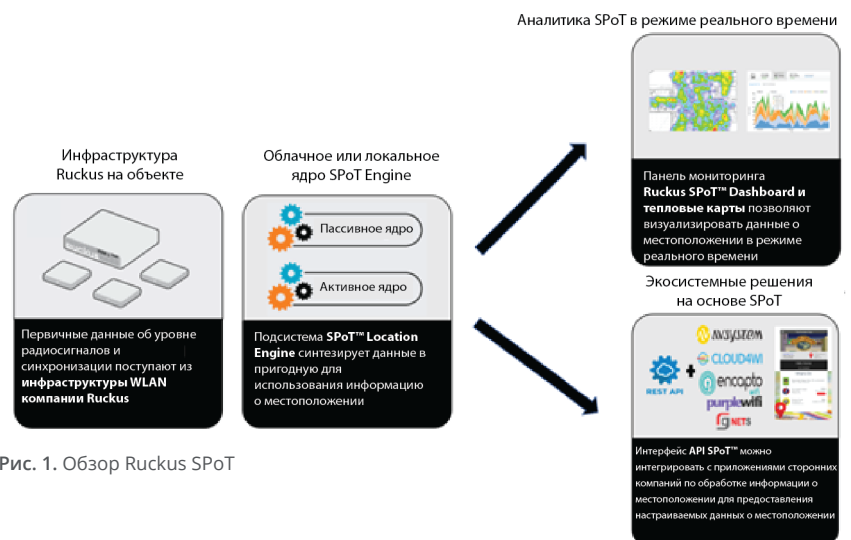 Аналитика SPoT в режиме реального времени
Панель мониторинга
Ruckus SPoT™ Dashboard и
тепловые карты позволяют
визуализировать данные о
местоположении в режиме
реального времени
Инфраструктура
Ruckus на объекте
Первичные данные об уровне
радиосигналов и
синхронизации поступают из
инфраструктуры WLAN
компании Ruckus
Облачное или локальное
ядро SPoT Engine
Пассивное ядро
Активное ядро
Подсистема SPoT™ Location
Engine синтезирует данные в
пригодную для
использования информацию
о местоположении
Экосистемные решения
на основе SPoT
REST API
+
CLOUD4WI
encapto
wifi
purplewifi
NETS
Интерфейс API SPoT™ можно
интегрировать с приложениями сторонних
компаний по обработке информации о
местоположении для предоставления
настраиваемых данных о местоположении
Рис. 1. Обзор Ruckus SPoT